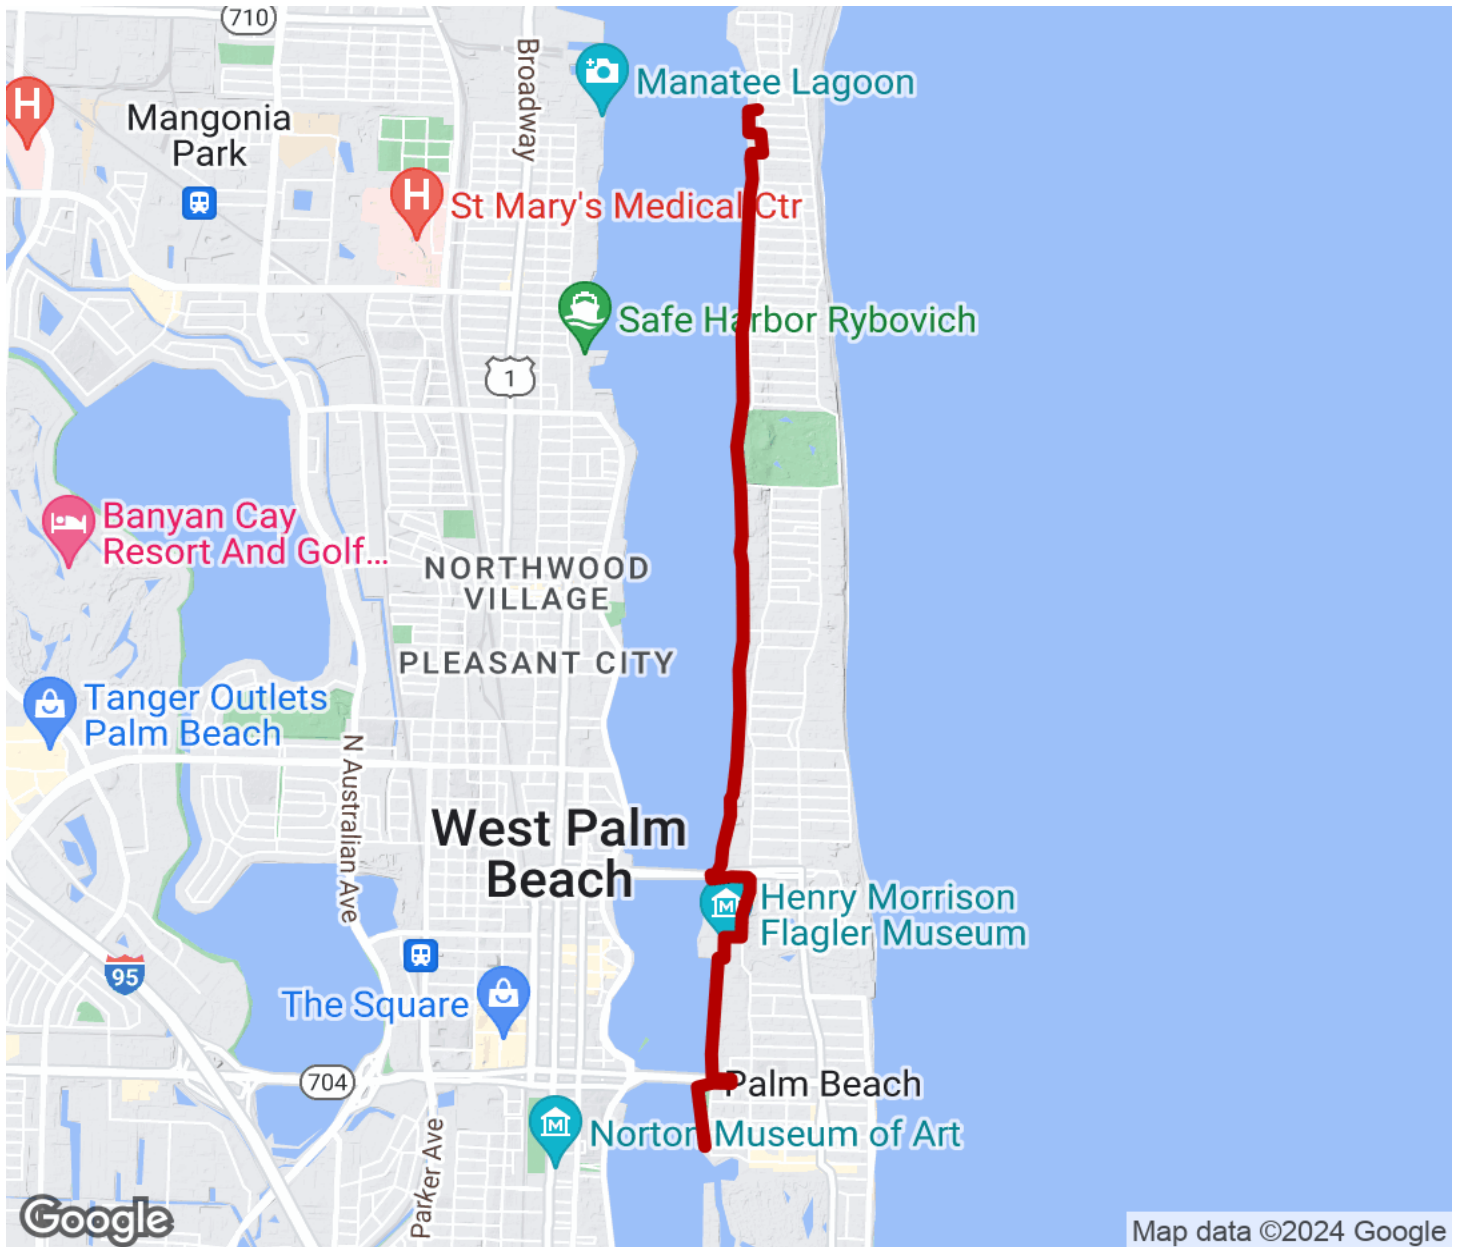 710
Broadway
Manatee Lagoon
H
Mangonia
Park
H
St Mary's Medical Ctr
Safe Harbor Rybovich
1
Banyan Cay
Resort And Golf...
NORTHWOOD
VILLAGE
PLEASANT CITY
Tanger Outlets
Palm Beach
N Australian Ave
West Palm
Beach
M
Henry Morrison
Flagler Museum
95
The Square
704
Palm Beach
M
Norton Museum of Art
Parker Ave
Google
Map data ©2024 Google